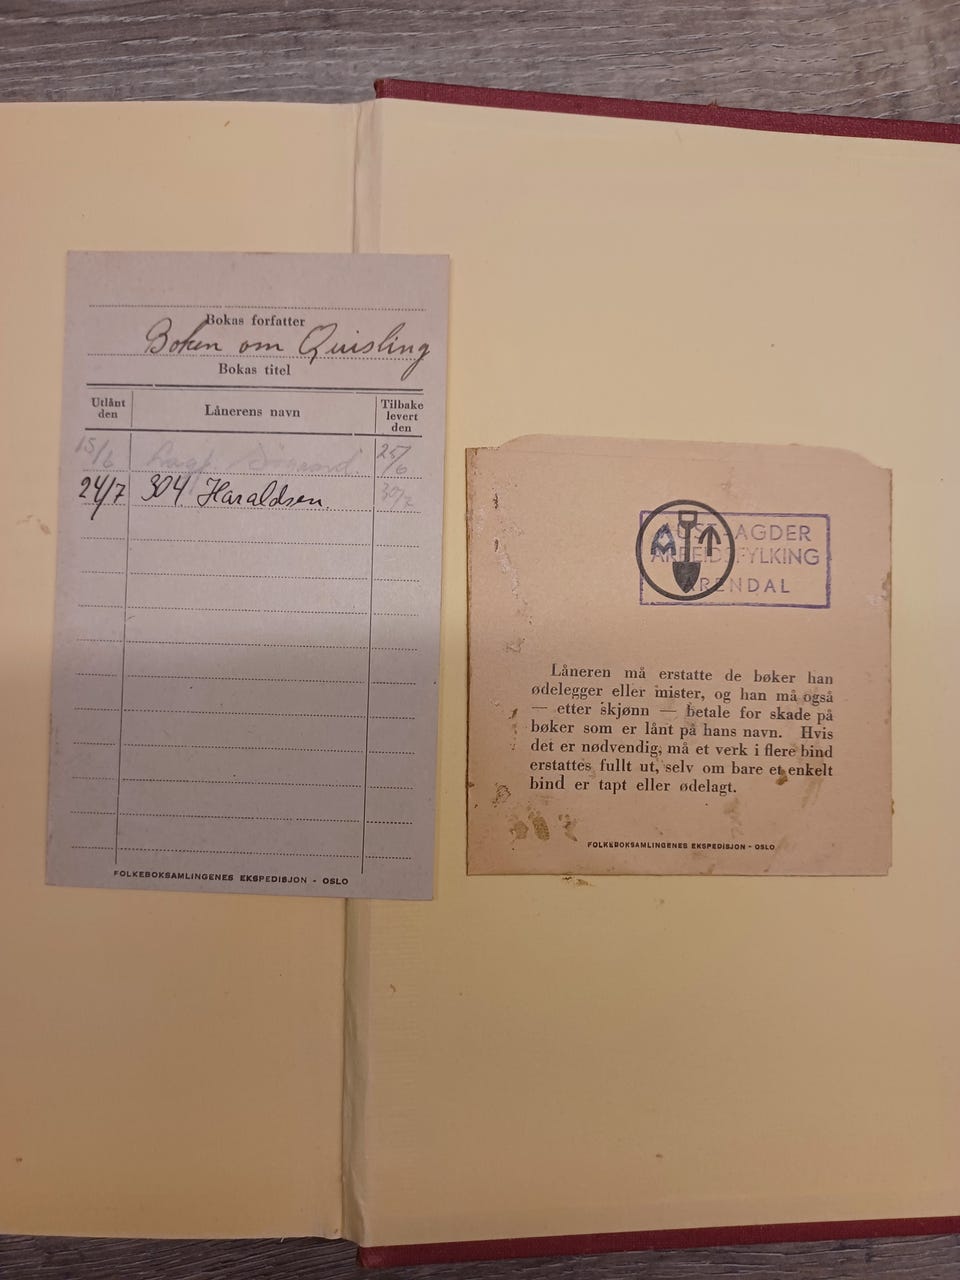 Bokas forfatter
Boken om Quisling
Bokas titel
Utlånt den
Lånerens navn
Tilbake levert den
15/6 25/6
24/7 304 Haraldsen
FOLKEBOKSAMLINGENES EKSPEDISJON - OSLO
AUST-AGDER
ARBEIDSFYLKING
ARENDAL
A T
Låneren må erstatte de bøker han
ødelegger eller mister, og han må også
— etter skjønn — betale for skade på
bøker som er lånt på hans navn. Hvis
det er nødvendig, må et verk i flere bind
erstattes fullt ut, selv om bare et enkelt
bind er tapt eller ødelagt.
FOLKEBOKSAMLINGENES EKSPEDISJON - OSLO